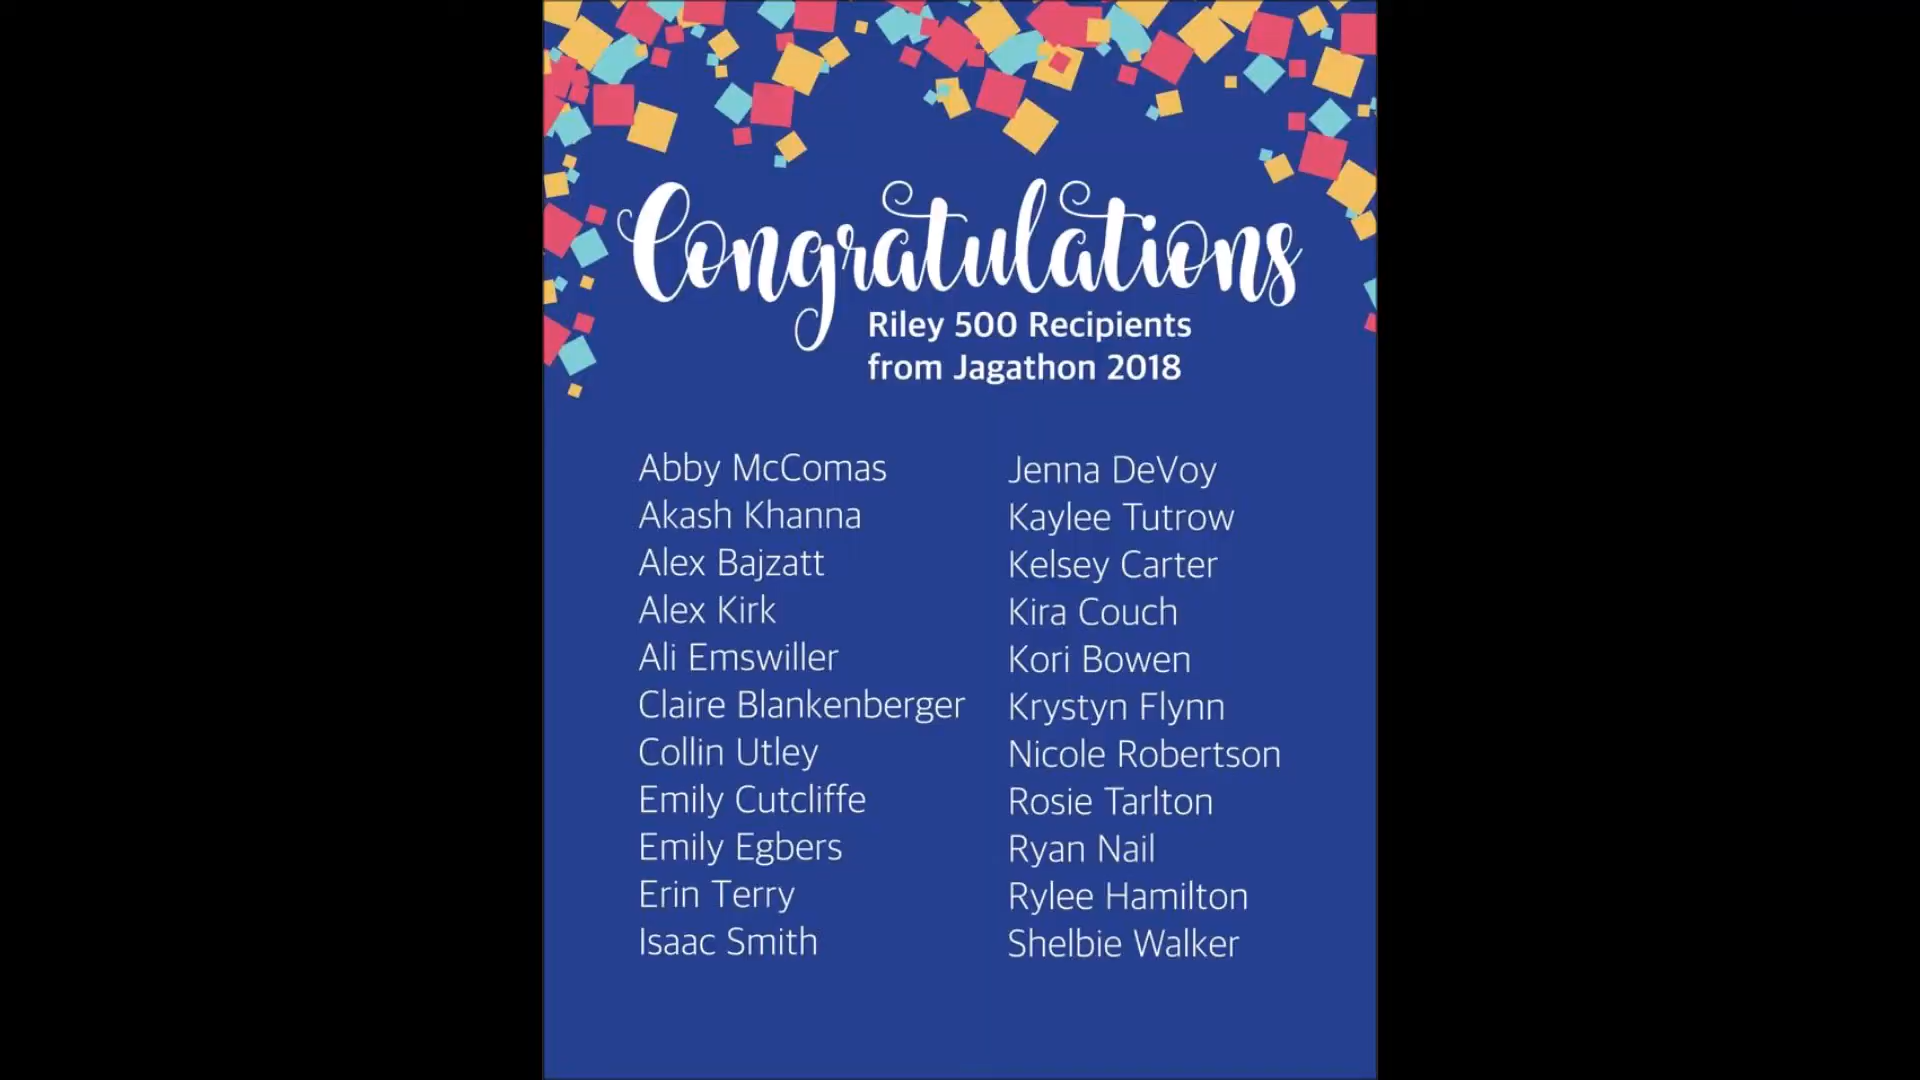 Congratulations
Riley 500 Recipients
from Jagathon 2018
Abby McComas
Akash Khanna
Alex Bajzatt
Alex Kirk
Ali Emswiller
Claire Blankenberger
Collin Utley
Emily Cutcliffe
Emily Egbers
Erin Terry
Isaac Smith
Jenna DeVoy
Kaylee Tutrow
Kelsey Carter
Kira Couch
Kori Bowen
Krystyn Flynn
Nicole Robertson
Rosie Tarlton
Ryan Nail
Rylee Hamilton
Shelbie Walker